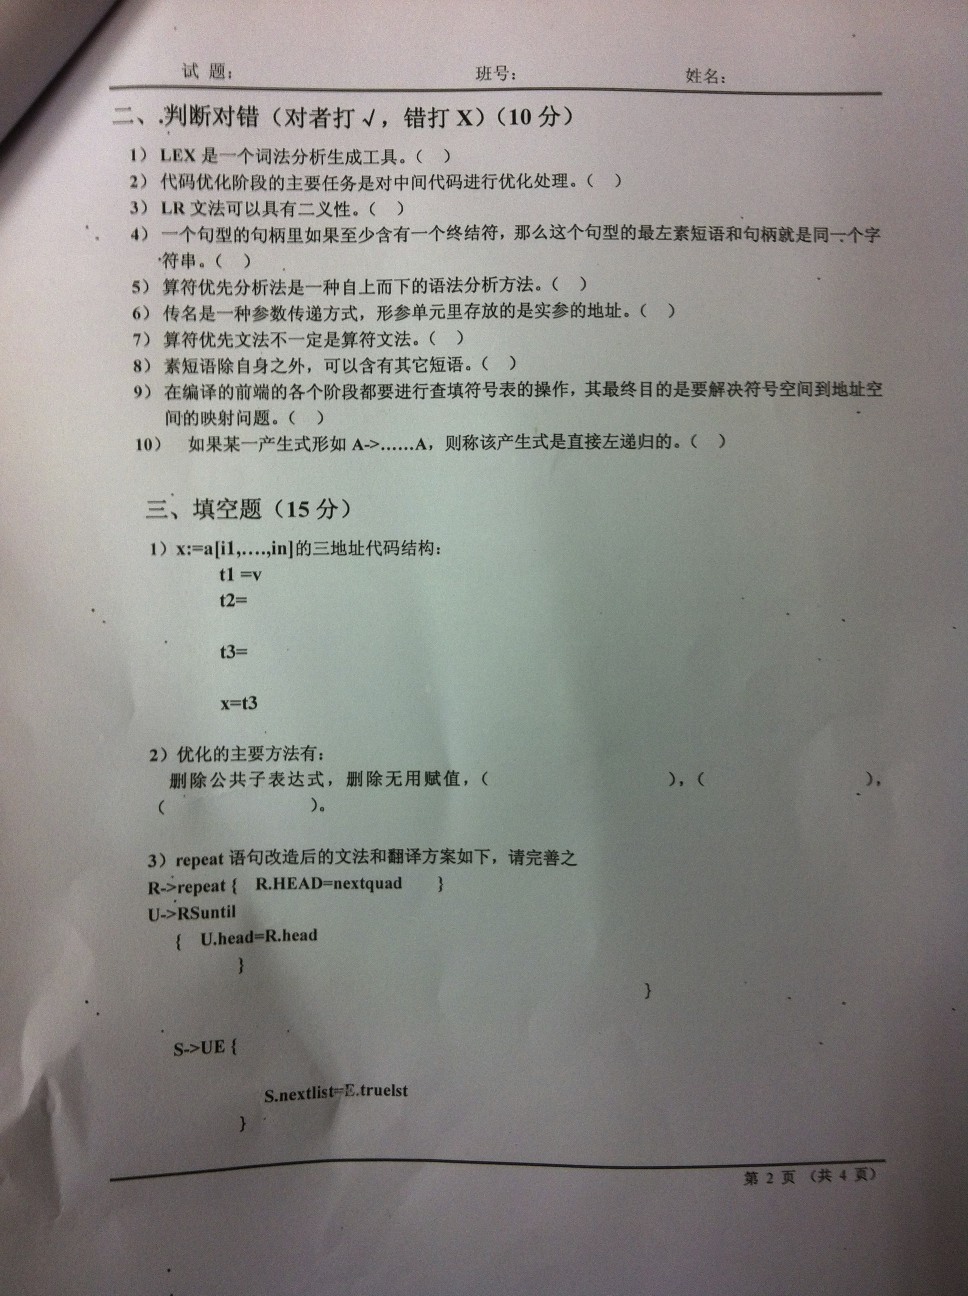 试 题： 班号： 姓名：
二、判断对错（对者打√，错打 X）（10 分）
1） LEX 是一个词法分析生成工具。（ ）
2） 代码优化阶段的主要任务是对中间代码进行优化处理。（ ）
3） LR 文法可以具有二义性。（ ）
4） 一个句型的句柄里如果至少含有一个终结符，那么这个句型的最左素短语和句柄就是同一个字
符串。（ ）
5） 算符优先分析法是一种自上而下的语法分析方法。（ ）
6） 传名是一种参数传递方式，形参单元里存放的是实参的地址。（ ）
7） 算符优先文法不一定是算符文法。（ ）
8） 素短语除自身之外，可以含有其它短语。（ ）
9） 在编译的前端的各个阶段都要进行查填符号表的操作，其最终目的是要解决符号空间到地址空
间的映射问题。（ ）
10） 如果某一产生式形如 A->......A，则称该产生式是直接左递归的。（ ）
三、填空题（15 分）
1）x:=a[i1,....,in]的三地址代码结构：
t1 =v
t2=
t3=
x=t3
2）优化的主要方法有：
删除公共子表达式，删除无用赋值，（ ），（ ），
（ ）。
3）repeat 语句改造后的文法和翻译方案如下，请完善之
R->repeat { R.HEAD=nextquad }
U->RSuntil
{ U.head=R.head
}
}
S->UE {
S.nextlist=E.truelst
}
第 2 页 （共 4 页）